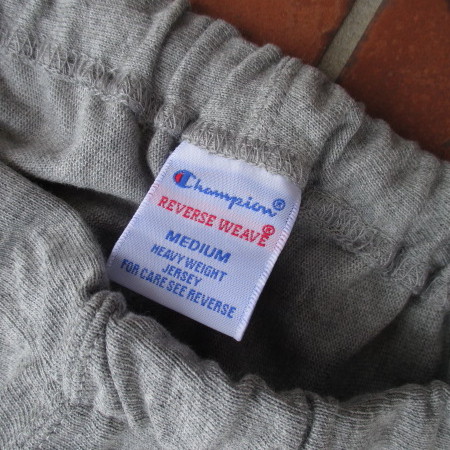 Champion®
REVERSE WEAVE®
MEDIUM
HEAVY WEIGHT
JERSEY
FOR CARE SEE REVERSE